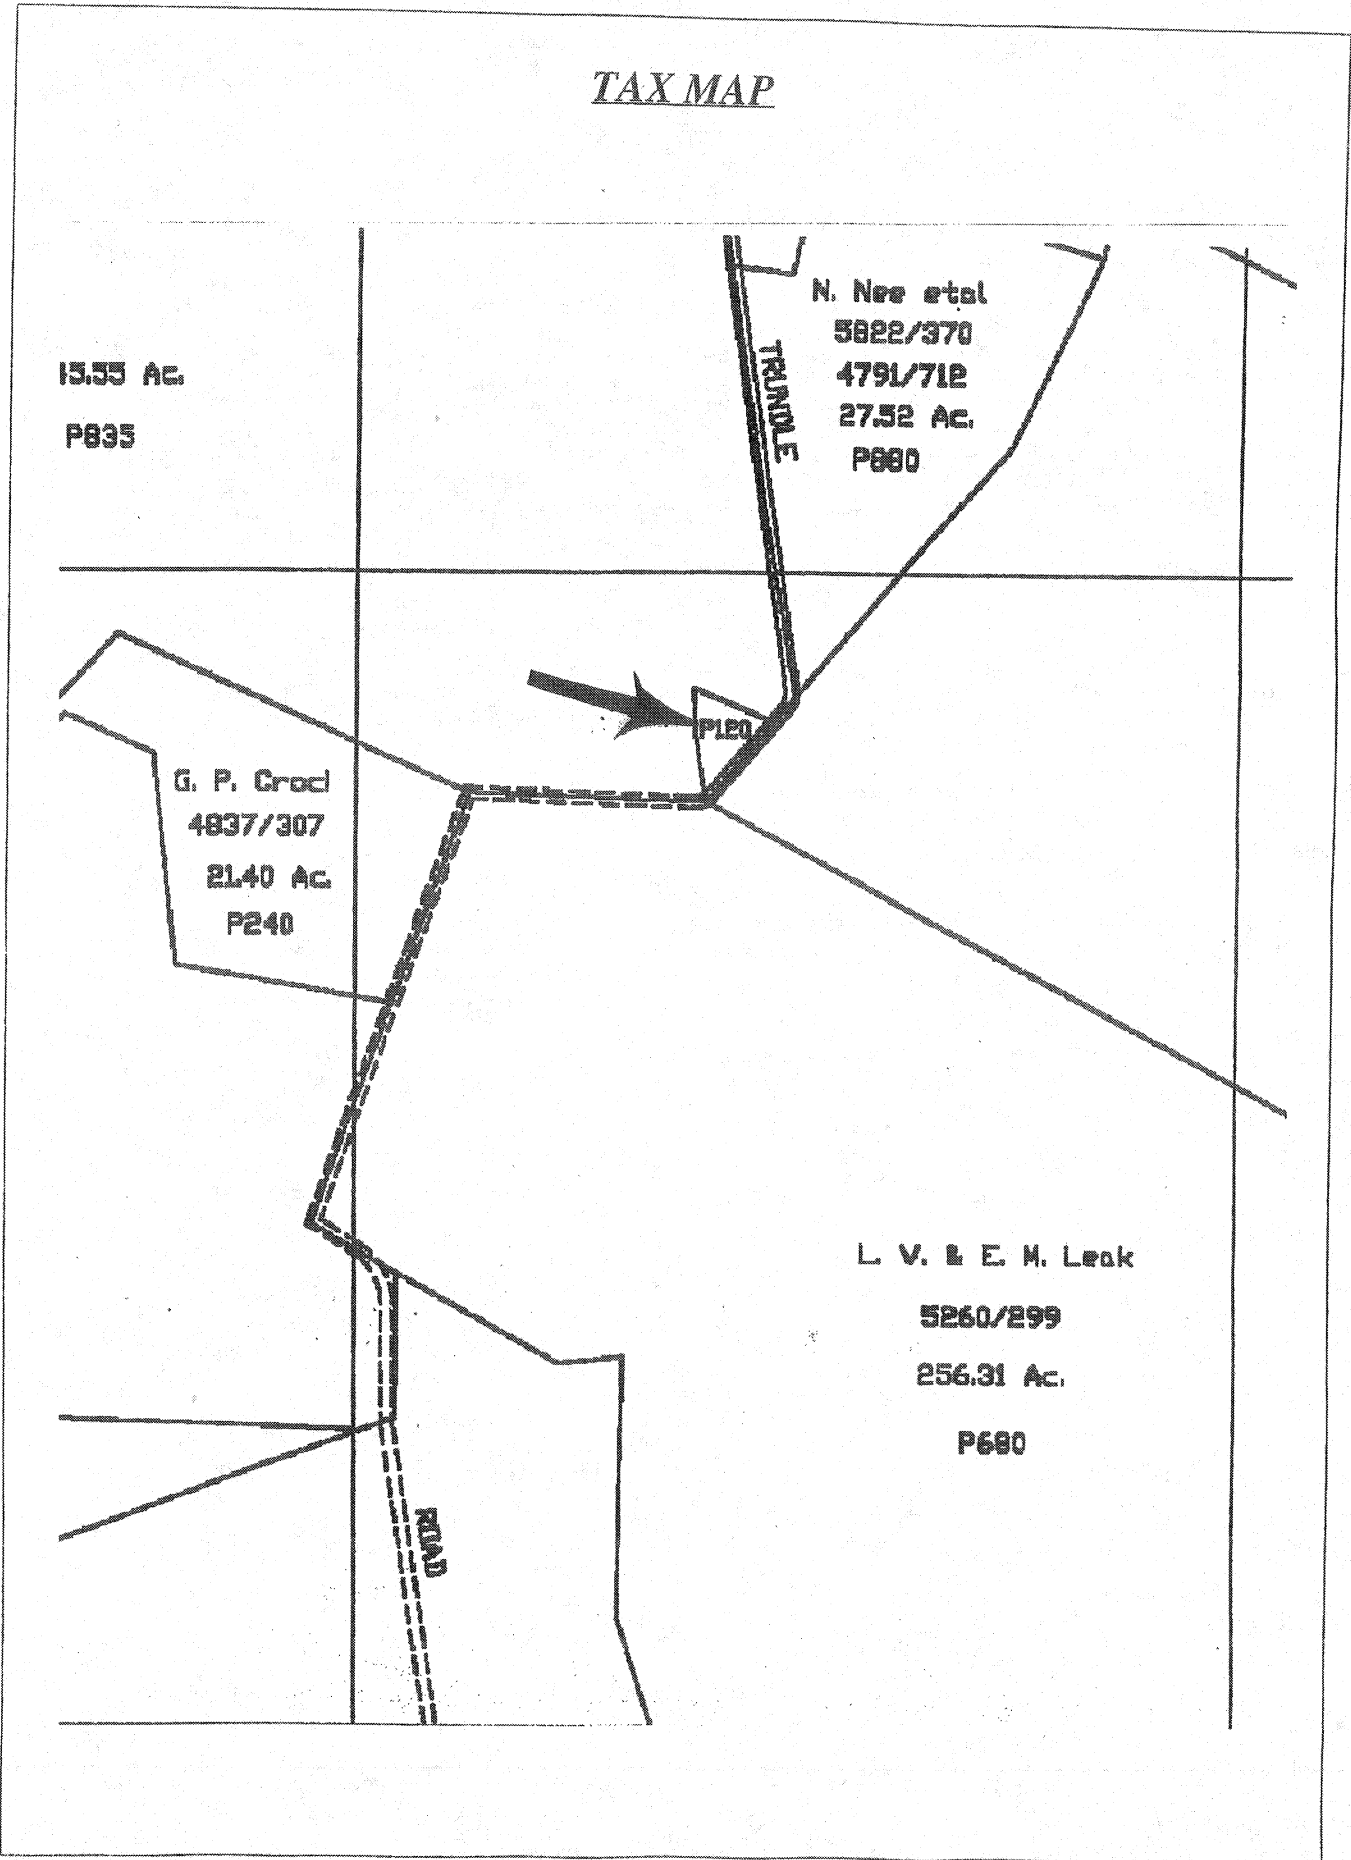 TAX MAP
N. Nee etal
5822/370
4791/712
27.52 Ac.
P880
TRUNDLE
15.55 Ac.
P835
P120
G. P. Crocl
4837/307
21.40 Ac.
P240
L. V. & E. M. Leak
5260/299
256.31 Ac.
P680
ROAD